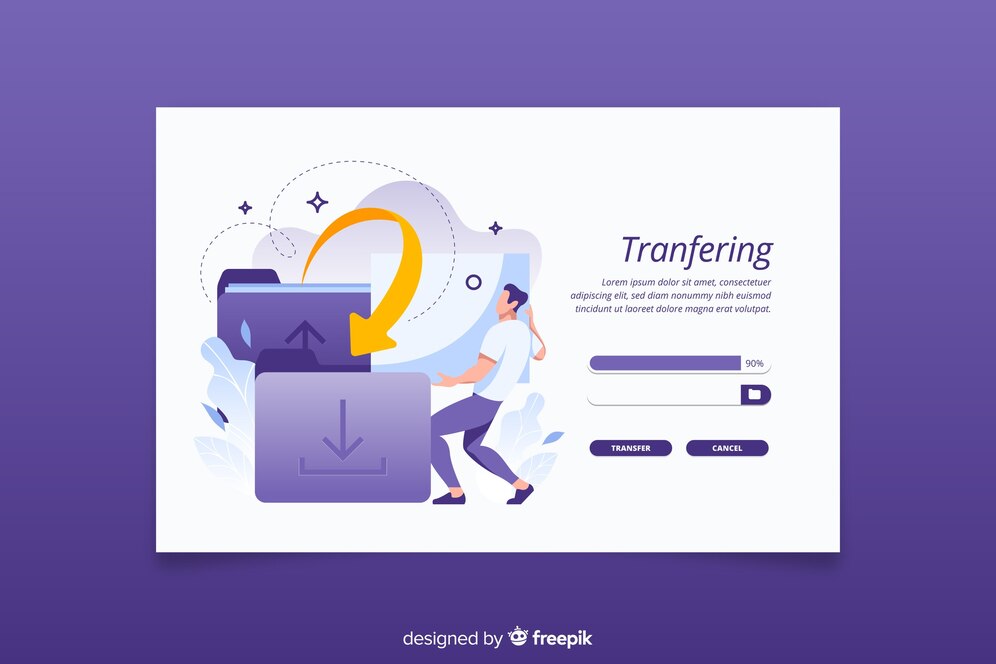 Tranfering
Lorem ipsum dolor sit amet, consectetuer
adipiscing elit, sed diam nonummy nibh euismod
tincidunt ut laoreet dolore magna erat volutpat.
90%
TRANSFER CANCEL
designed by freepik